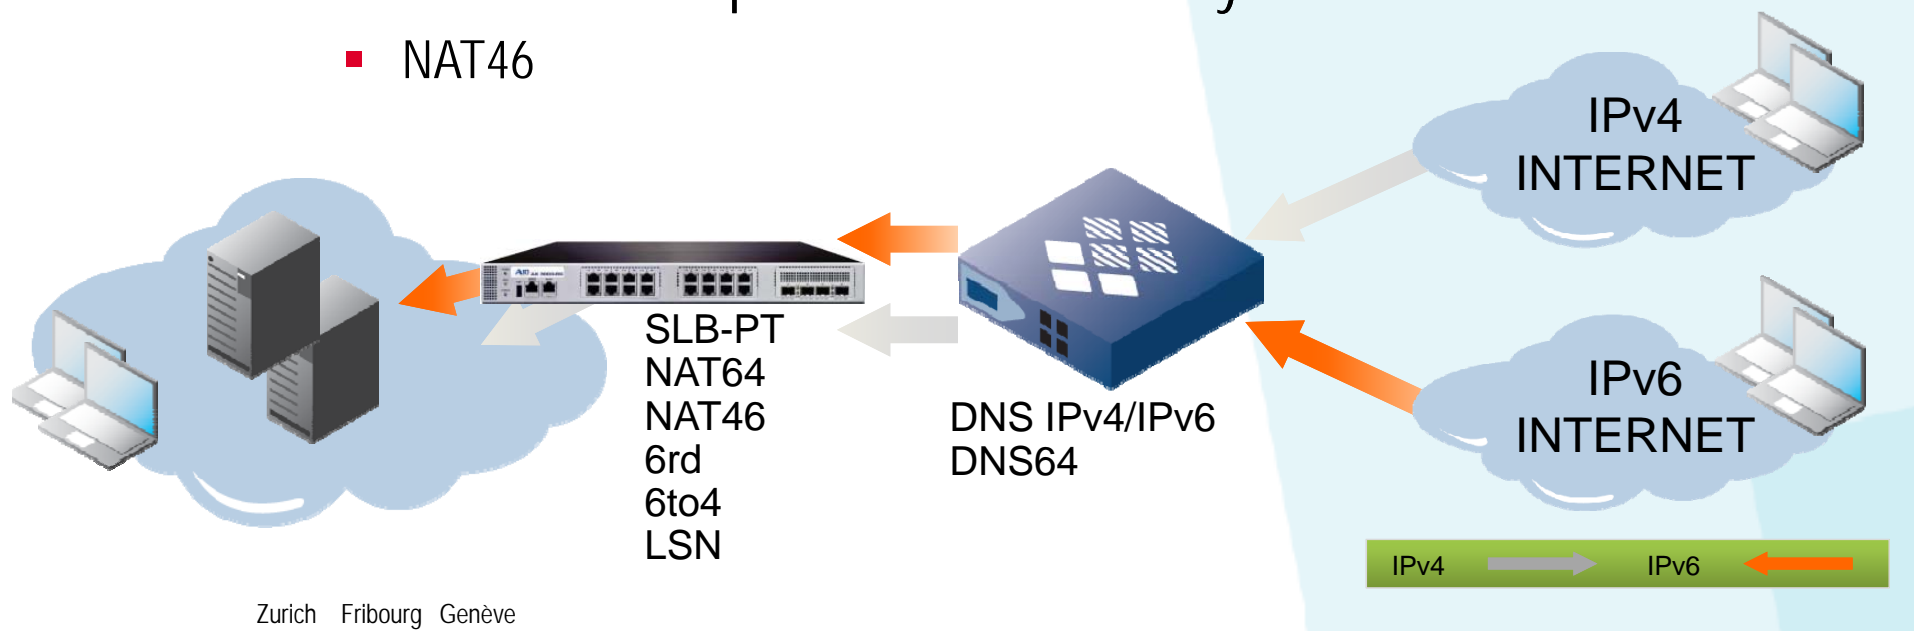 NAT46
IPv4
INTERNET
SLB-PT
NAT64
NAT46
6rd
6to4
LSN
DNS IPv4/IPv6
DNS64
IPv6
INTERNET
IPv4 IPv6
Zurich Fribourg Genève